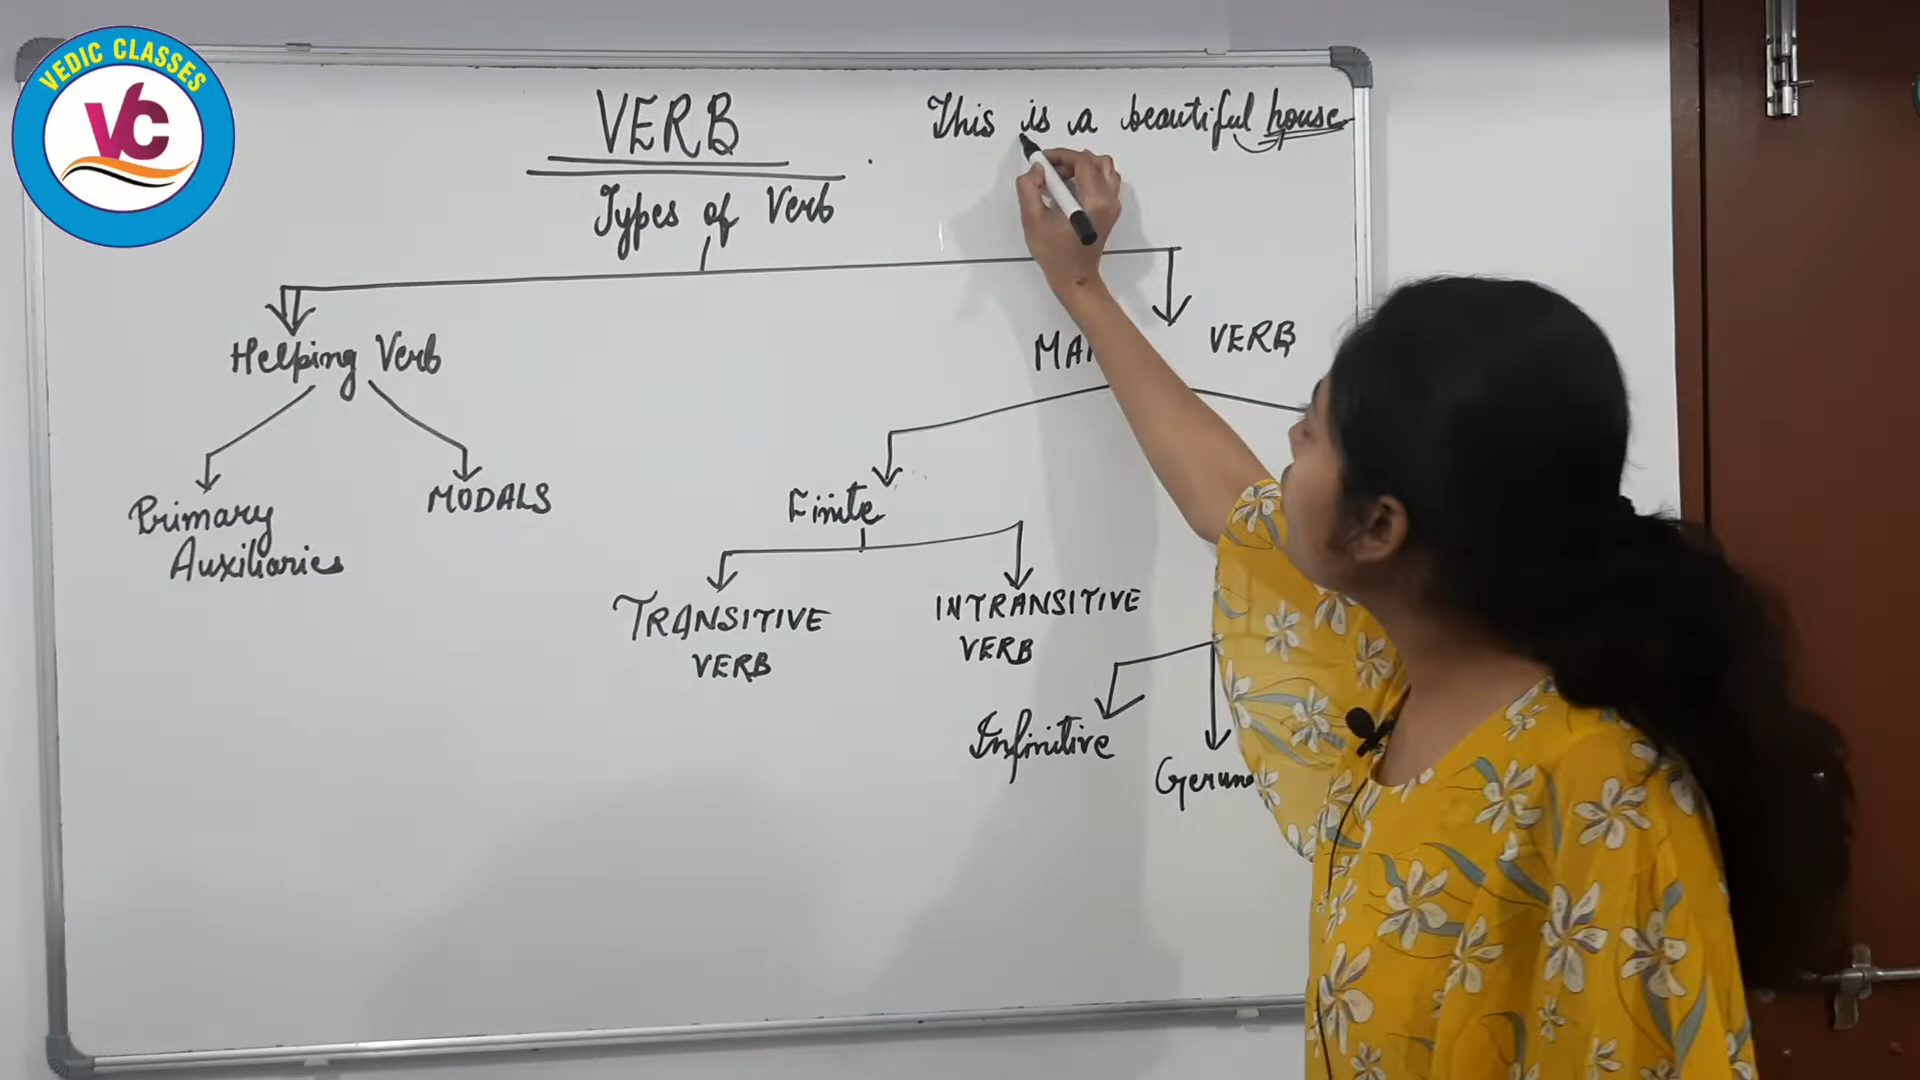 VEDIC CLASSES
VC
VERB
This is a beautiful house
Types of Verb
Helping Verb
VERB
Primary
Auxiliaries
MODALS
Finite
TRANSITIVE
VERB
INTRANSITIVE
VERB
Infinitive